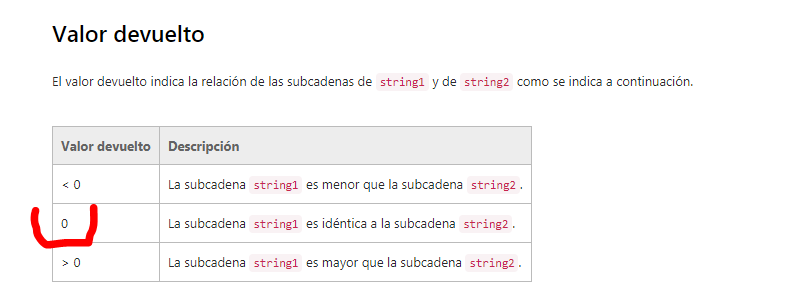 Valor devuelto
El valor devuelto indica la relación de las subcadenas de string1 y de string2 como se indica a continuación.
Valor devuelto Descripción
< 0 La subcadena string1 es menor que la subcadena string2 .
0 La subcadena string1 es idéntica a la subcadena string2 .
> 0 La subcadena string1 es mayor que la subcadena string2 .